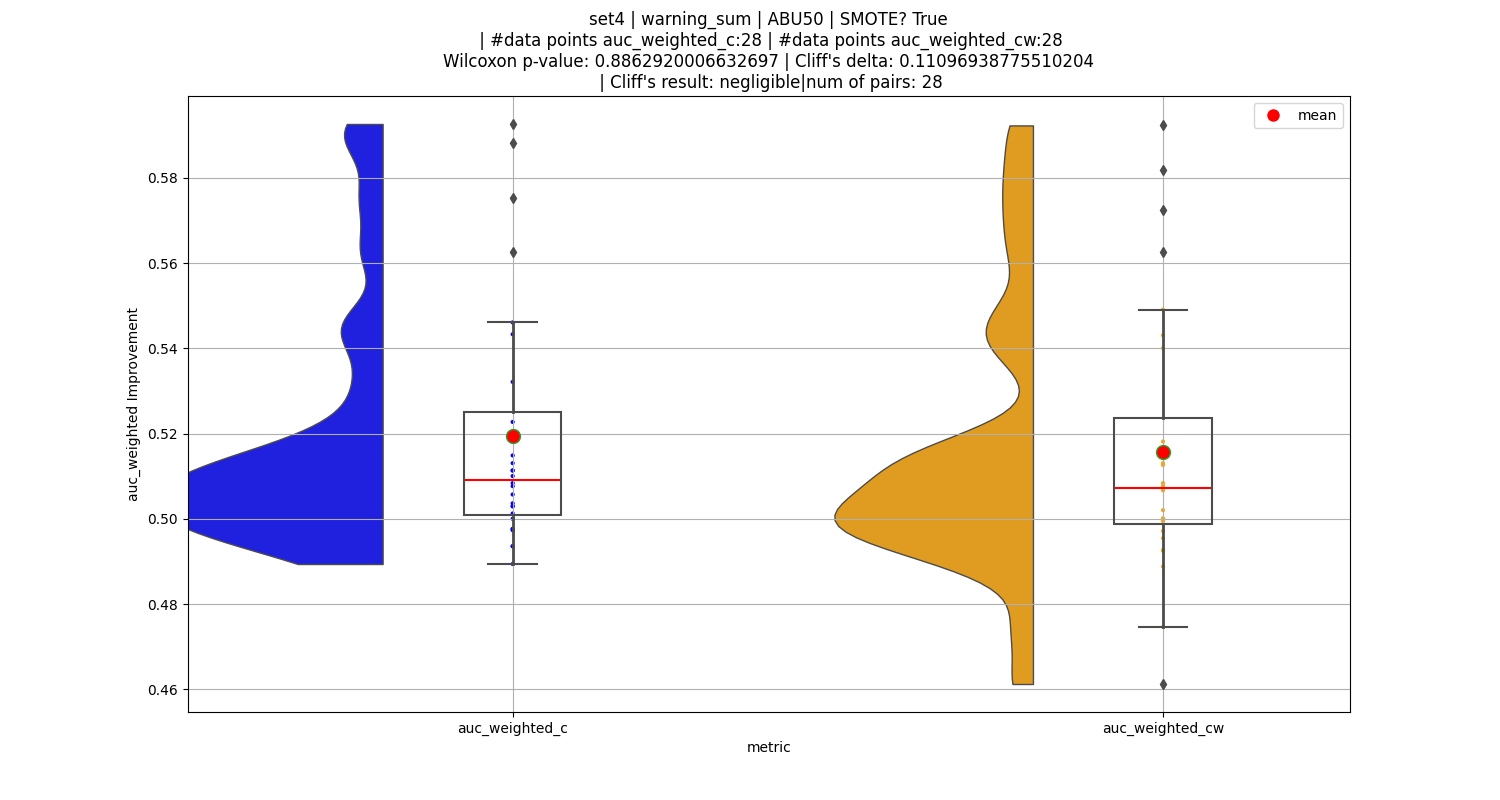 set4 | warning_sum | ABU50 | SMOTE? True
| #data points auc_weighted_c:28 | #data points auc_weighted_cw:28
Wilcoxon p-value: 0.8862920006632697 | Cliff's delta: 0.11096938775510204
| Cliff's result: negligible|num of pairs: 28
mean
auc_weighted Improvement
0.58
0.56
0.54
0.52
0.50
0.48
0.46
auc_weighted_c
auc_weighted_cw
metric